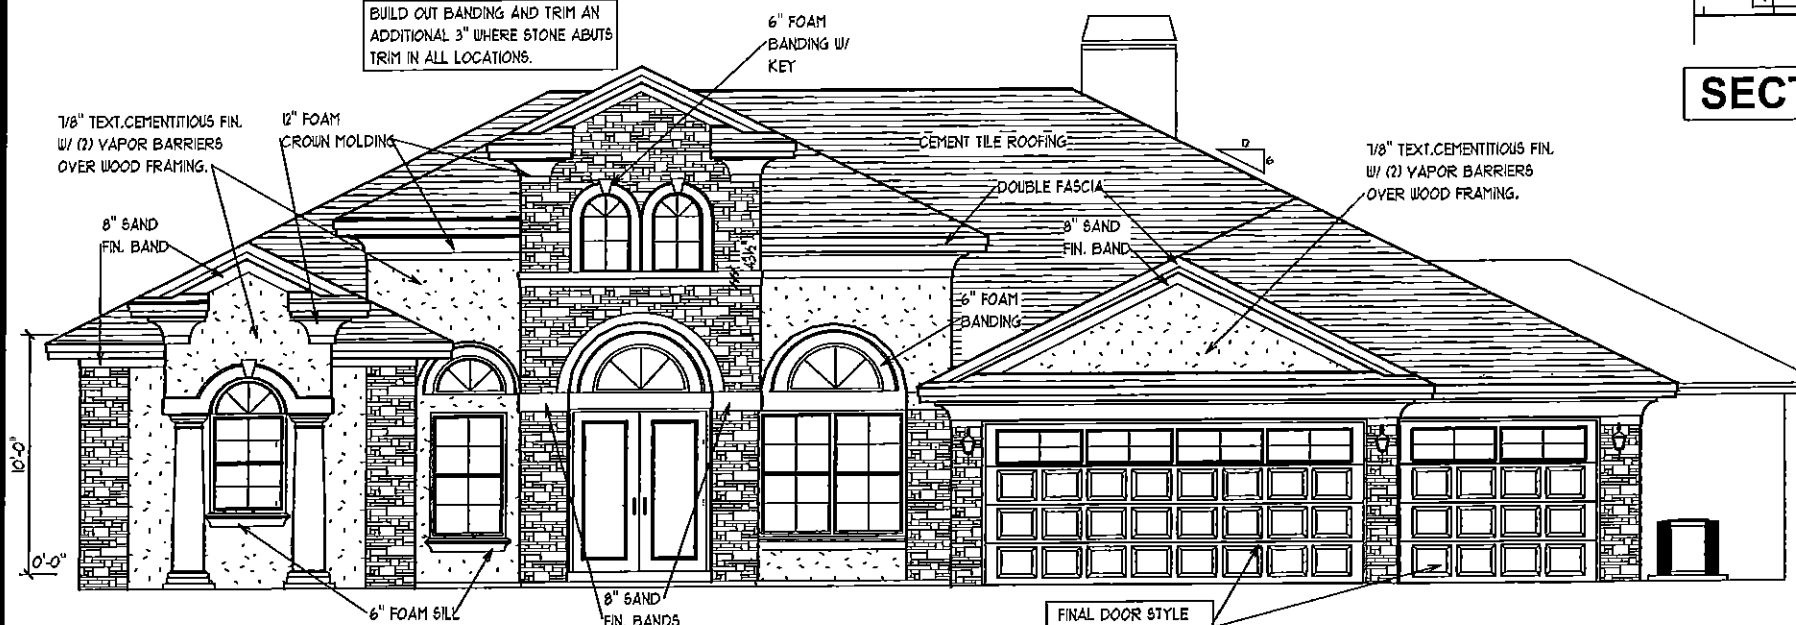 BUILD OUT BANDING AND TRIM AN
ADDITIONAL 3" WHERE STONE ABUTS
TRIM IN ALL LOCATIONS.
6" FOAM
BANDING W/
KEY
SECT
7/8" TEXT.CEMENTITIOUS FIN.
W/ (2) VAPOR BARRIERS
OVER WOOD FRAMING.
12" FOAM
CROWN MOLDING
CEMENT TILE ROOFING
12
6
7/8" TEXT.CEMENTITIOUS FIN.
W/ (2) VAPOR BARRIERS
OVER WOOD FRAMING.
DOUBLE FASCIA
8" SAND
FIN. BAND
8" SAND
FIN. BAND
6" FOAM
BANDING
10'-0"
0'-0"
6" FOAM SILL
8" SAND
FIN. BANDS
FINAL DOOR STYLE